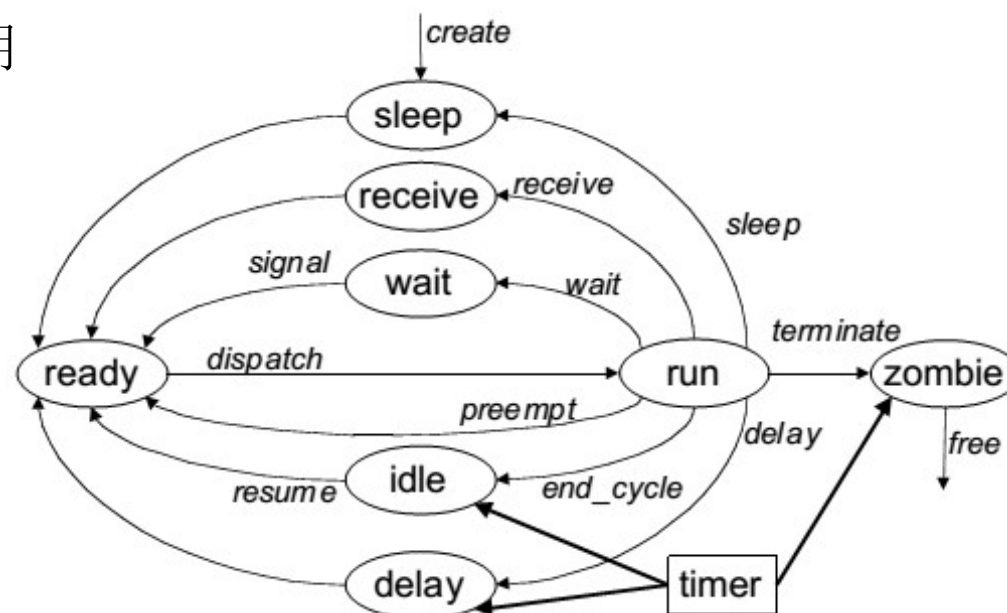 create
sleep
receive
receive
sleep
signal
wait
wait
terminate
ready
dispatch
run
zombie
preempt
delay
free
resume
idle
end_cycle
delay
timer